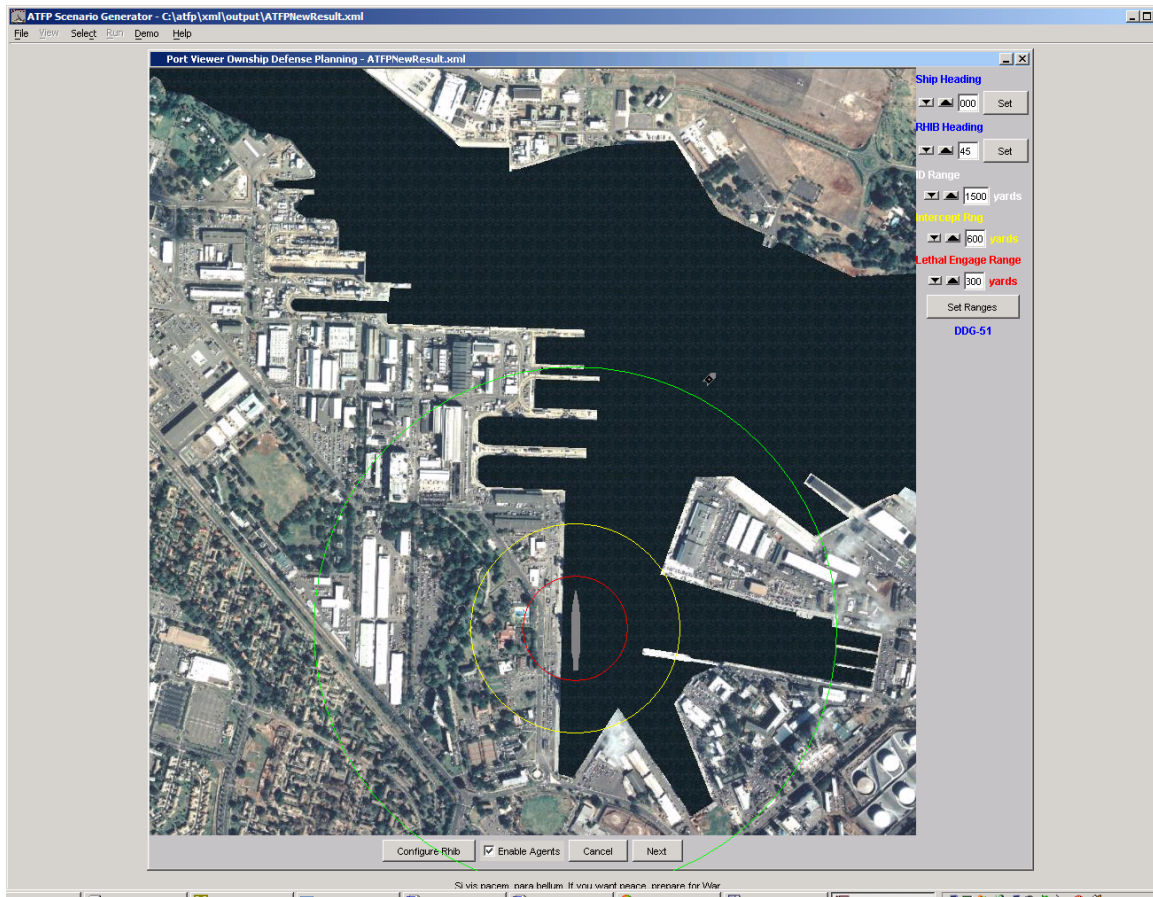 ATFP Scenario Generator - C:\atfp\xml\output\ATFPNewResult.xml
File View Select Run Demo Help
Port Viewer Ownship Defense Planning - ATFPNewResult.xml
Ship Heading
000 Set
RHIB Heading
45 Set
ID Range
1500 yards
Intercept Rng
600 yards
Lethal Engage Range
300 yards
Set Ranges
DDG-51
Configure Rhib Enable Agents Cancel Next
Si vis pacem, para bellum. If you want peace, prepare for War